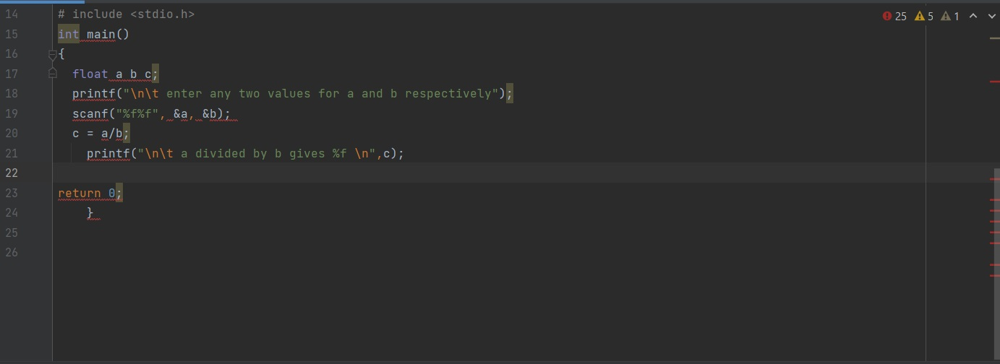 14 # include <stdio.h>
25 5 1
15 int main()
16 {
17 float a b c;
18 printf("\n\t enter any two values for a and b respectively");
19 scanf("%f%f", &a, &b);
20 c = a/b;
21 printf("\n\t a divided by b gives %f \n",c);
22
23 return 0;
24 }
25
26